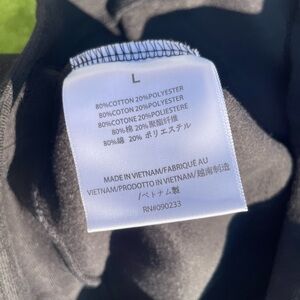 L
80%COTTON 20%POLYESTER
80%COTTON 20%POLYESTER
80%COTONE 20%POLIESTERE
80%棉 20%聚酯纤维
80%綿 20% ポリエステル
MADE IN VIETNAM/FABRIQUÉ AU
VIETNAM/PRODOTTO IN VIETNAM/越南制造
/ベトナム製
RN#090233